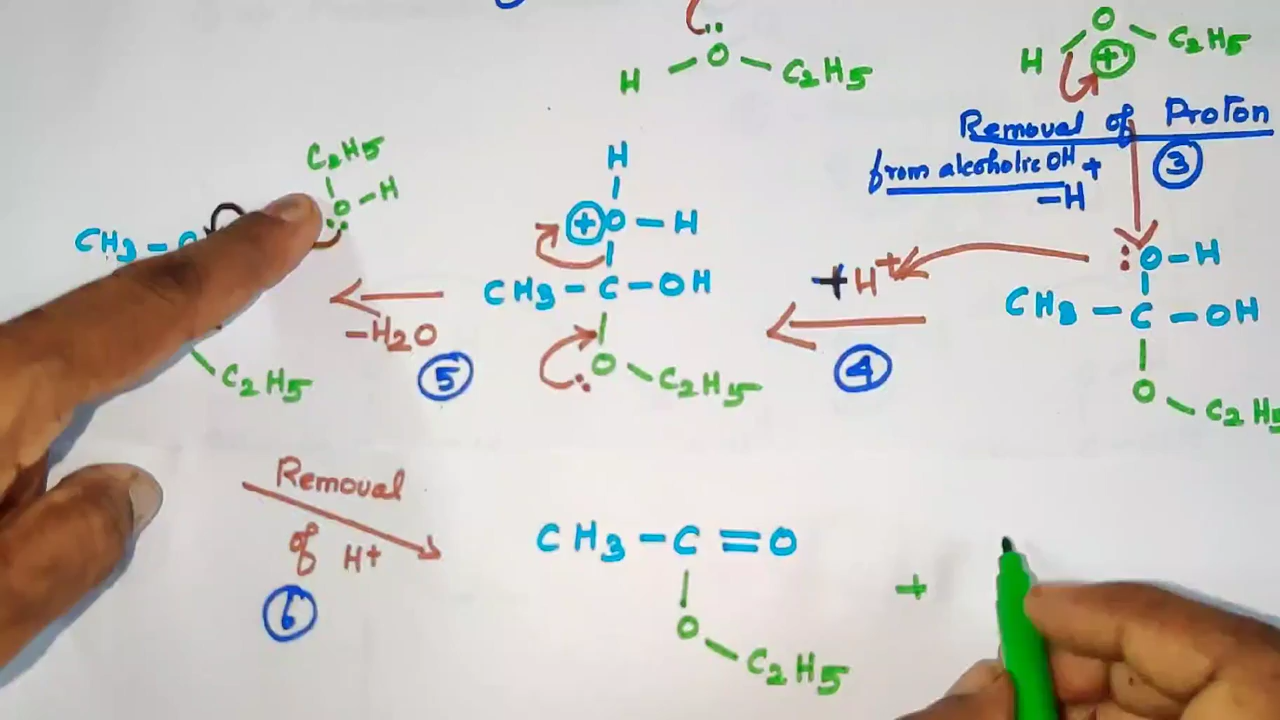 H – O – C2H5
H O – C2H5
+
Removal of Proton
from alcoholic OH
3
–H+
C2H5
O – H
CH3 – C
C2H5
H
+ O – H
CH3 – C – OH
O – C2H5
–H2O
5
+H+
4
:O – H
CH3 – C – OH
O – C2H5
Removal
of H+
6
CH3 – C = O
O – C2H5
+